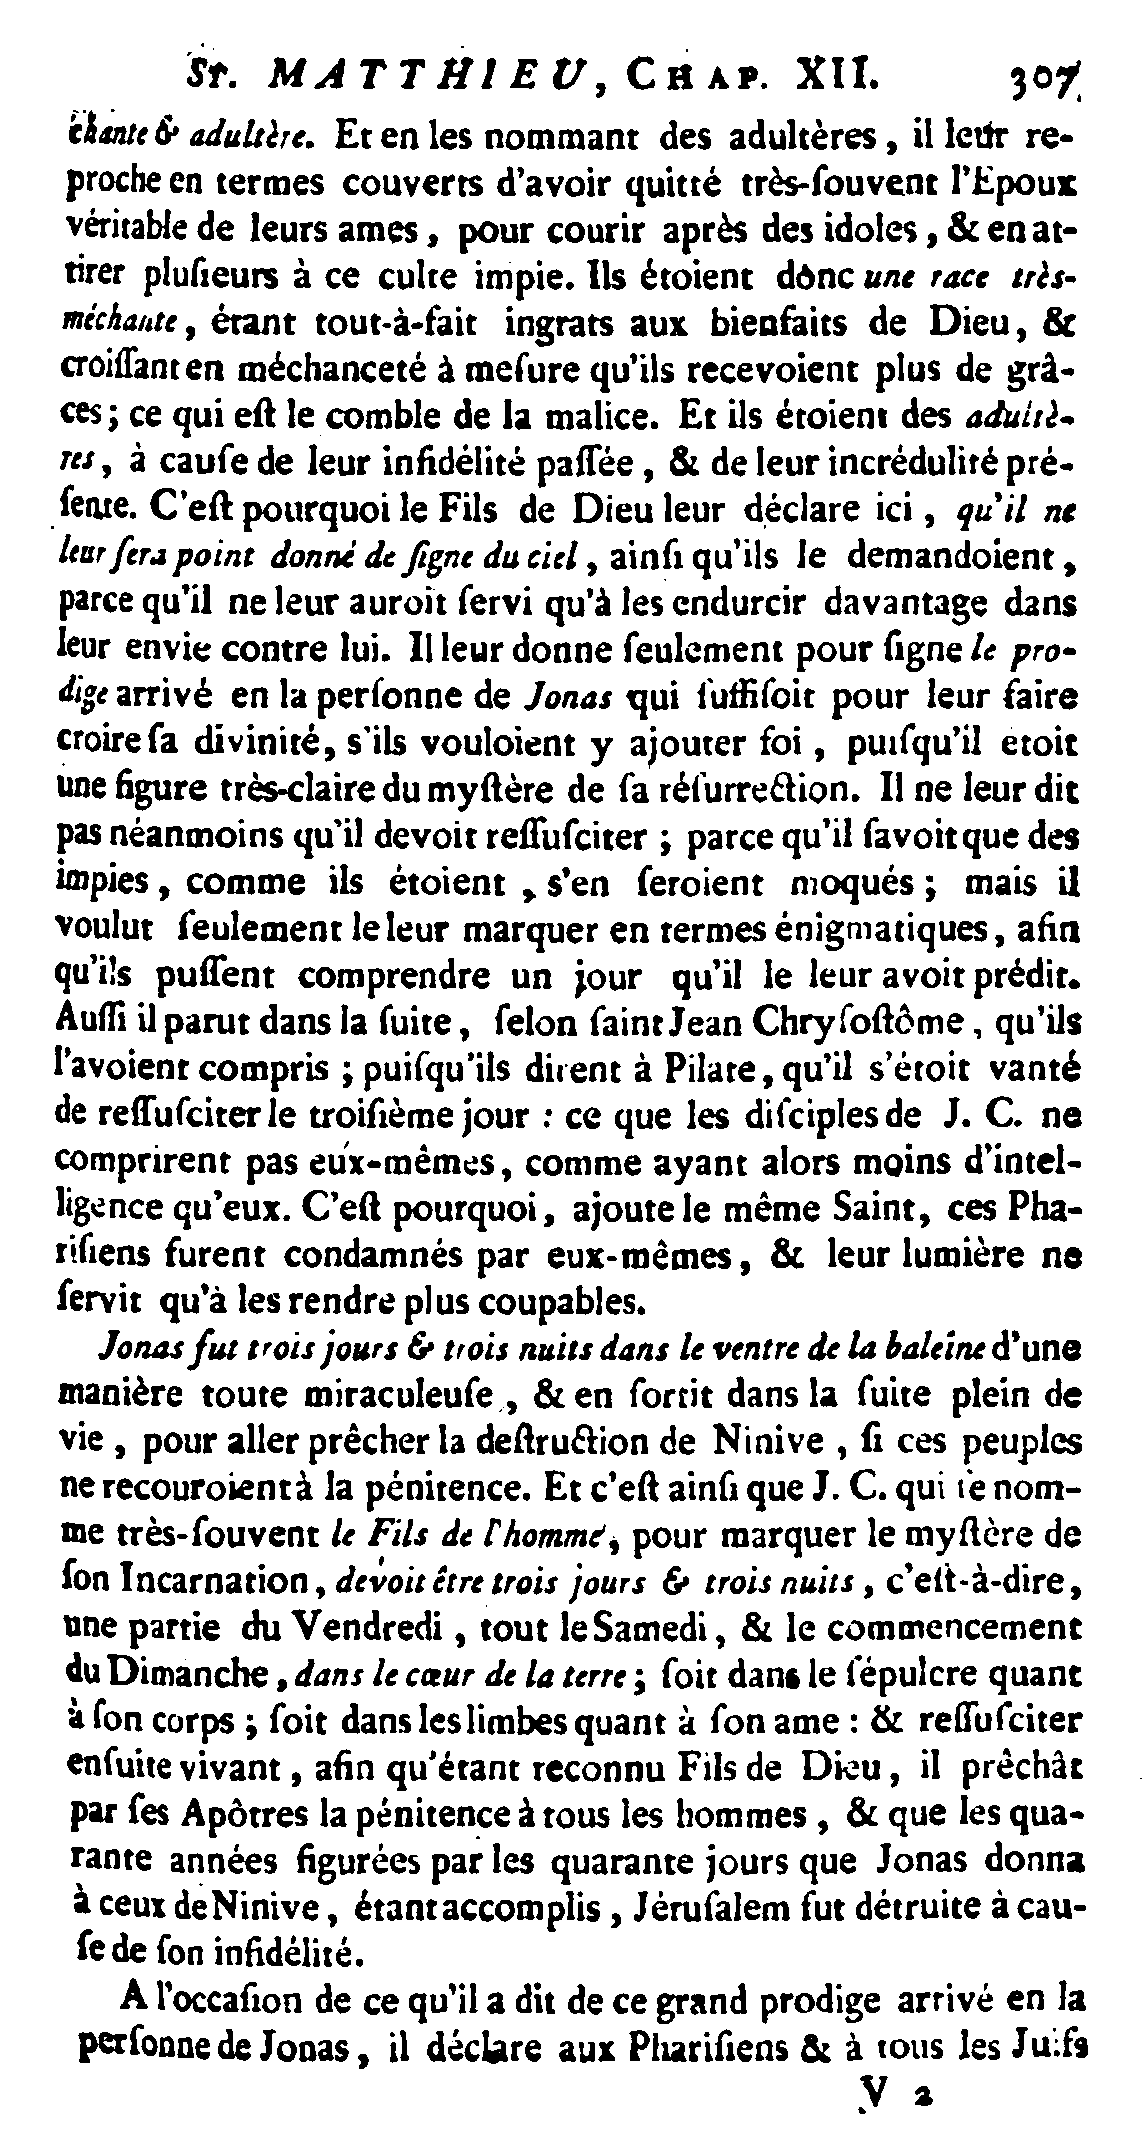 St. MATTHIEU, CHAP. XII. 307
chante & adultère. Et en les nommant des adultères, il leur re-
proche en termes couverts d'avoir quitté très-ſouvent l'Epoux
véritable de leurs ames, pour courir après des idoles, & en at-
tirer pluſieurs à ce culte impie. Ils étoient donc une race très-
méchante, étant tout-à-fait ingrats aux bienfaits de Dieu, &
croiſſant en méchanceté à meſure qu'ils recevoient plus de grâ-
ces; ce qui eſt le comble de la malice. Et ils étoient des adultè-
res, à cauſe de leur infidélité paſſée, & de leur incrédulité pré-
ſente. C'eſt pourquoi le Fils de Dieu leur déclare ici, qu'il ne
leur ſera point donné de ſigne du ciel, ainſi qu'ils le demandoient,
parce qu'il ne leur auroit ſervi qu'à les endurcir davantage dans
leur envie contre lui. Il leur donne ſeulement pour ſigne le pro-
dige arrivé en la perſonne de Jonas qui ſuffiſoit pour leur faire
croire ſa divinité, s'ils vouloient y ajouter foi, puiſqu'il étoit
une figure très-claire du myſtère de ſa réſurrection. Il ne leur dit
pas néanmoins qu'il devoit reſſuſciter; parce qu'il ſavoit que des
impies, comme ils étoient, s'en ſeroient moqués; mais il
voulut ſeulement le leur marquer en termes énigmatiques, afin
qu'ils puſſent comprendre un jour qu'il le leur avoit prédit.
Auſſi il parut dans la ſuite, ſelon ſaint Jean Chryſoſtôme, qu'ils
l'avoient compris; puiſqu'ils dirent à Pilate, qu'il s'étoit vanté
de reſſuſciter le troiſième jour : ce que les diſciples de J. C. ne
comprirent pas eux-mêmes, comme ayant alors moins d'intel-
ligence qu'eux. C'eſt pourquoi, ajoute le même Saint, ces Pha-
riſiens furent condamnés par eux-mêmes, & leur lumière ne
ſervit qu'à les rendre plus coupables.
Jonas fut trois jours & trois nuits dans le ventre de la baleine d'une
manière toute miraculeuſe, & en ſortit dans la ſuite plein de
vie, pour aller prêcher la deſtruction de Ninive, ſi ces peuples
ne recouroient à la pénitence. Et c'eſt ainſi que J. C. qui ſe nom-
me très-ſouvent le Fils de l'homme, pour marquer le myſtère de
ſon Incarnation, devoit être trois jours & trois nuits, c'eſt-à-dire,
une partie du Vendredi, tout le Samedi, & le commencement
du Dimanche, dans le cœur de la terre; ſoit dans le ſépulcre quant
à ſon corps; ſoit dans les limbes quant à ſon ame : & reſſuſciter
enſuite vivant, afin qu'étant reconnu Fils de Dieu, il prêchât
par ſes Apôtres la pénitence à tous les hommes, & que les qua-
rante années figurées par les quarante jours que Jonas donna
à ceux de Ninive, étant accomplis, Jéruſalem fut détruite à cau-
ſe de ſon infidélité.
A l'occaſion de ce qu'il a dit de ce grand prodige arrivé en la
perſonne de Jonas, il déclare aux Phariſiens & à tous les Juifs
V 2